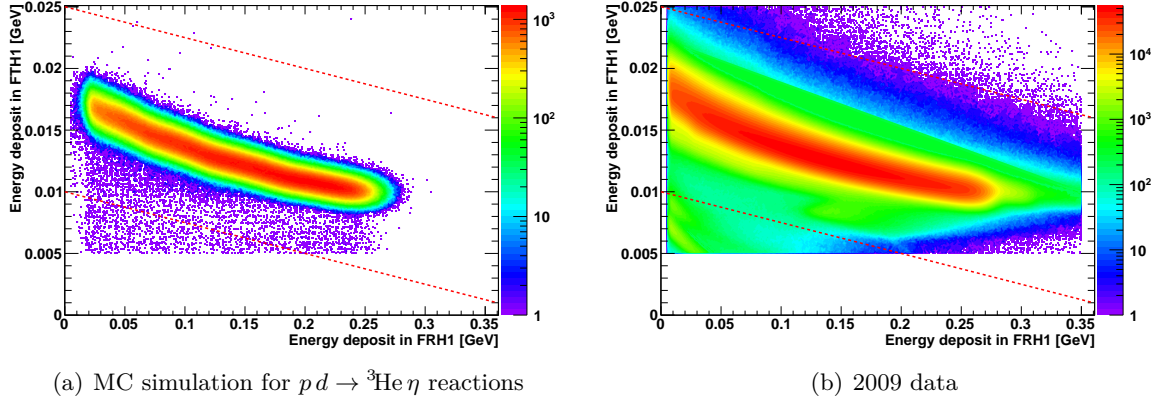 Energy deposit in FTH1 [GeV]
0.025
0.02
0.015
0.01
0.005
0
0 0.05 0.1 0.15 0.2 0.25 0.3 0.35
Energy deposit in FRH1 [GeV]
10³
10²
10
1
(a) MC simulation for p d → ³He η reactions
Energy deposit in FTH1 [GeV]
0.025
0.02
0.015
0.01
0.005
0
0 0.05 0.1 0.15 0.2 0.25 0.3 0.35
Energy deposit in FRH1 [GeV]
10⁴
10³
10²
10
1
(b) 2009 data